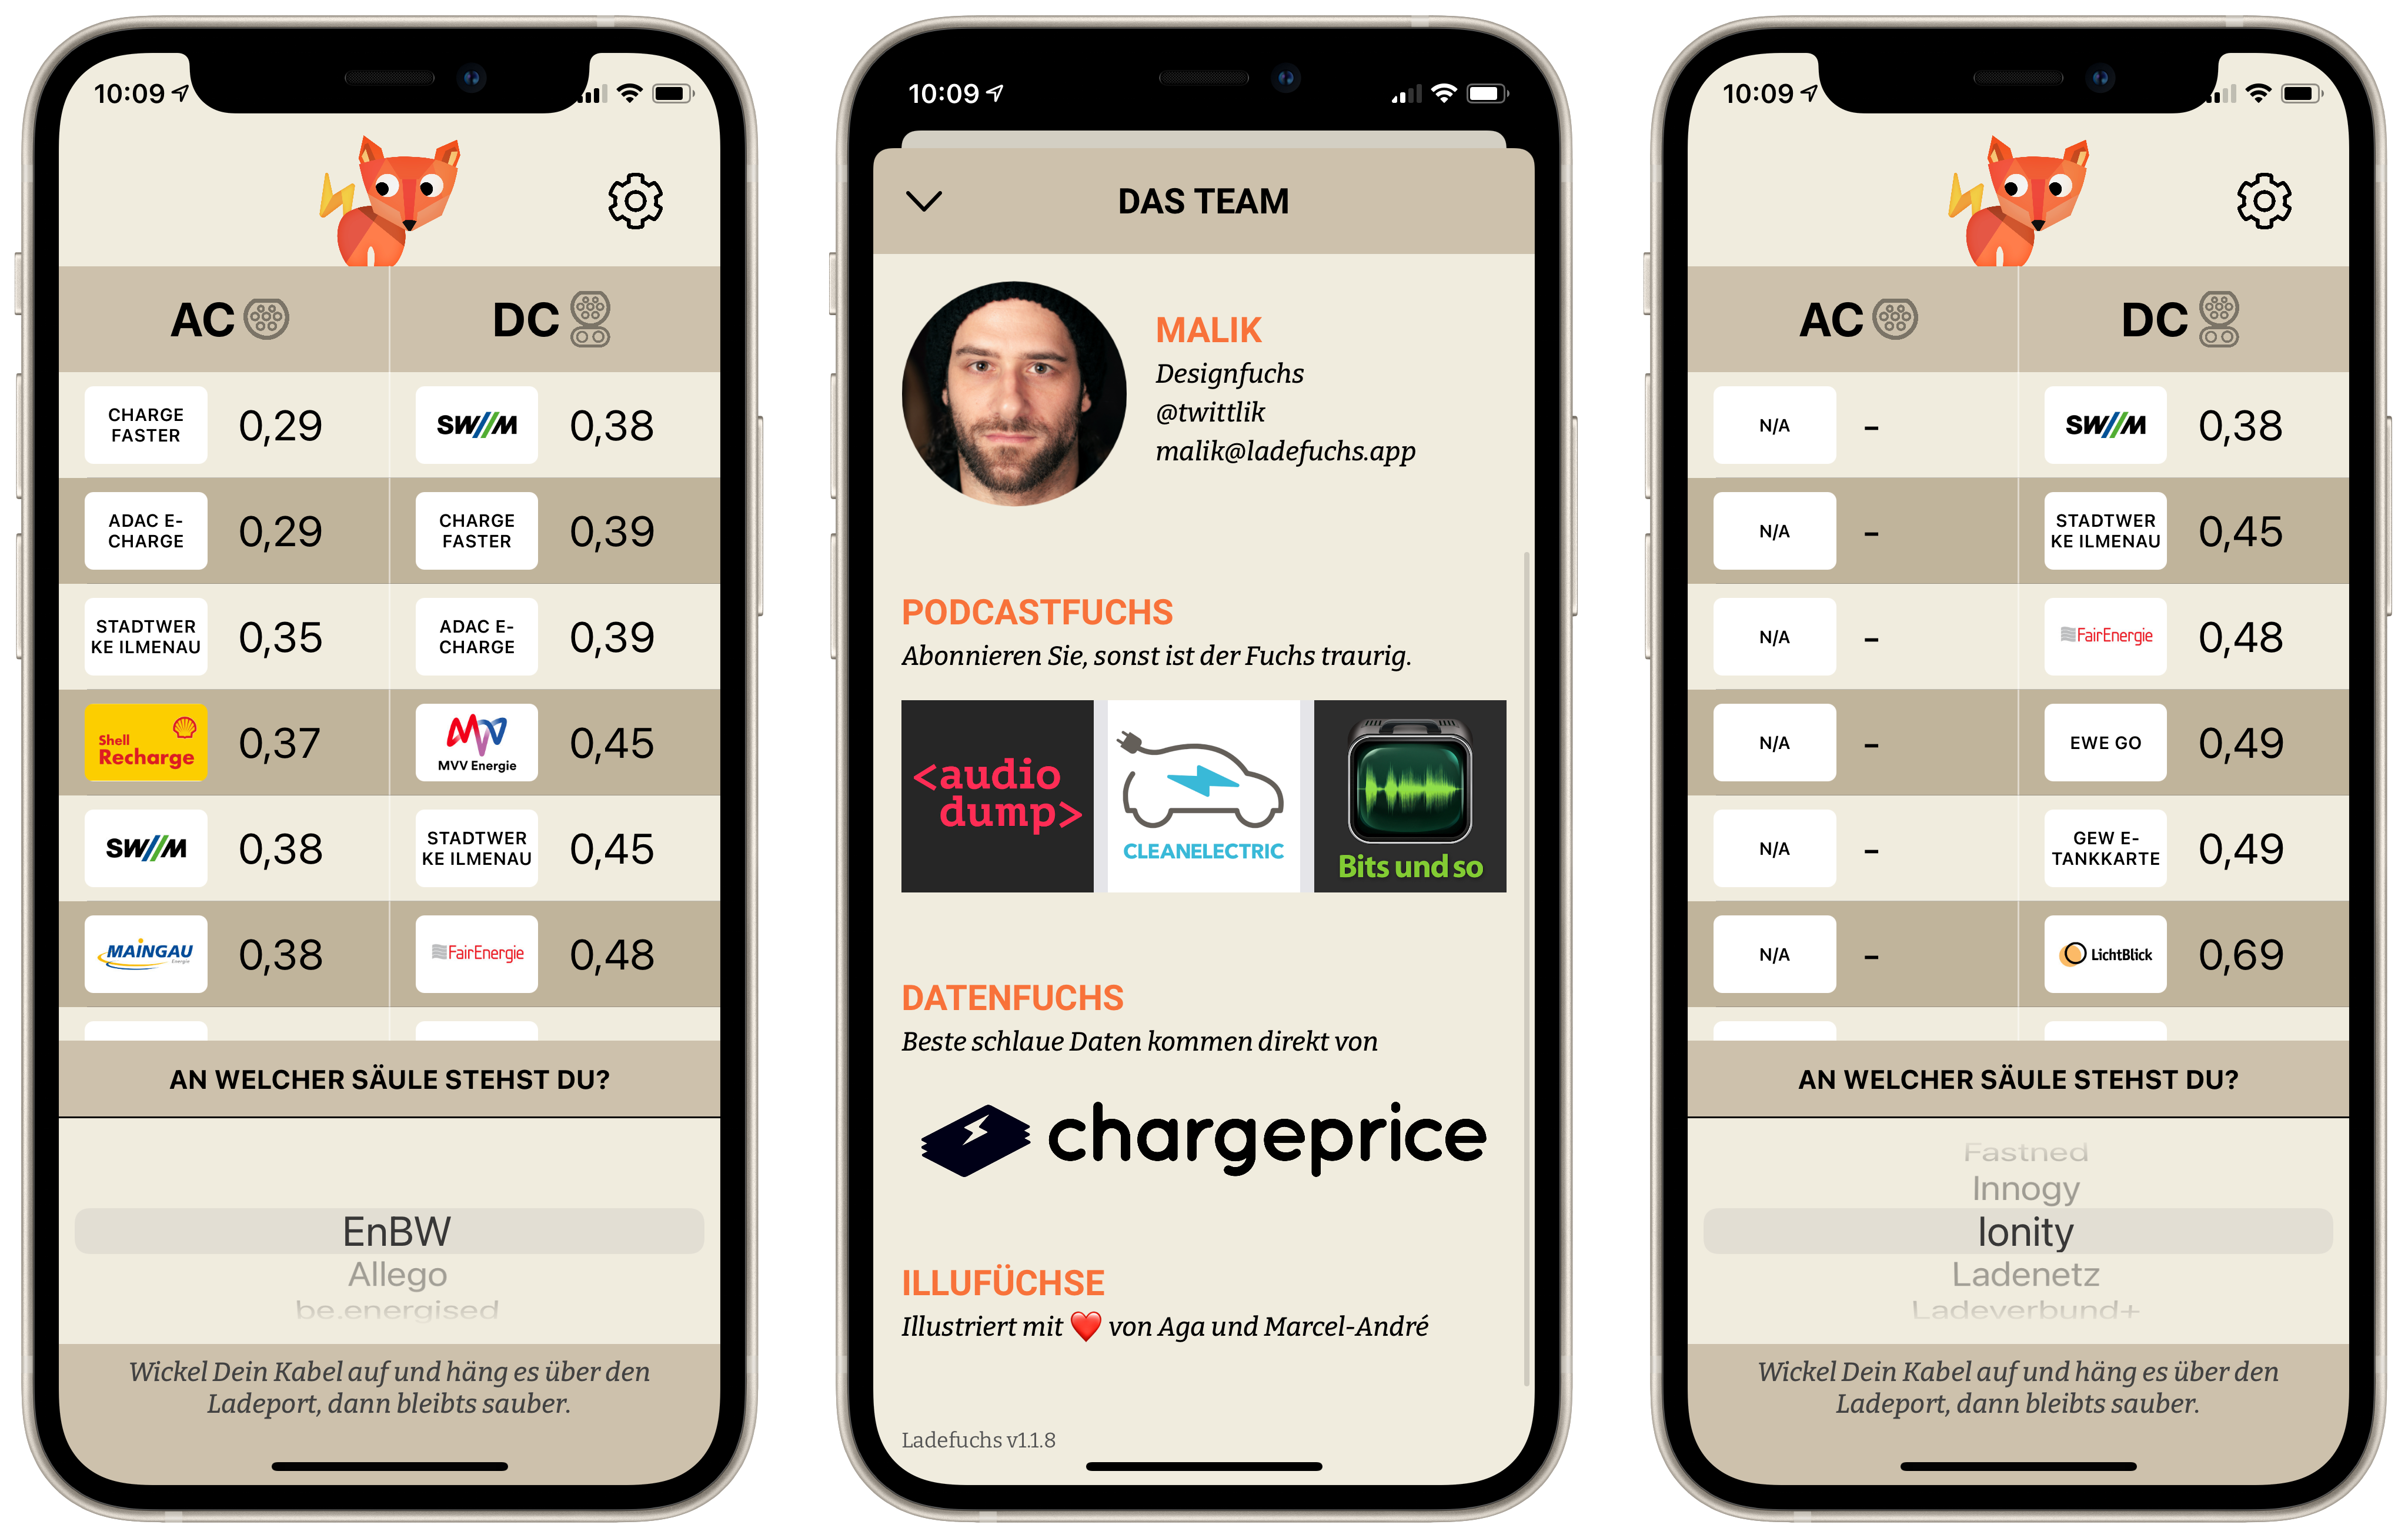 10:09
AC
DC
CHARGE
FASTER
0,29
SW//M
0,38
ADAC E-
CHARGE
0,29
CHARGE
FASTER
0,39
STADTWER
KE ILMENAU
0,35
ADAC E-
CHARGE
0,39
Shell
Recharge
0,37
MVV Energie
0,45
SW//M
0,38
STADTWER
KE ILMENAU
0,45
MAINGAU
Energie
0,38
FairEnergie
0,48
AN WELCHER SÄULE STEHST DU?
EnBW
Allego
be.energised
Wickel Dein Kabel auf und häng es über den
Ladeport, dann bleibts sauber.
10:09
DAS TEAM
MALIK
Designfuchs
@twittlik
malik@ladefuchs.app
PODCASTFUCHS
Abonnieren Sie, sonst ist der Fuchs traurig.
<audio
dump>
CLEANELECTRIC
Bits und so
DATENFUCHS
Beste schlaue Daten kommen direkt von
chargeprice
ILLUFÜCHSE
Illustriert mit ❤️ von Aga und Marcel-André
Ladefuchs v1.1.8
10:09
AC
DC
N/A
-
SW//M
0,38
N/A
-
STADTWER
KE ILMENAU
0,45
N/A
-
FairEnergie
0,48
N/A
-
EWE GO
0,49
N/A
-
GEW E-
TANKKARTE
0,49
N/A
-
LichtBlick
0,69
AN WELCHER SÄULE STEHST DU?
Fastned
Innogy
Ionity
Ladenetz
Ladeverbund+
Wickel Dein Kabel auf und häng es über den
Ladeport, dann bleibts sauber.